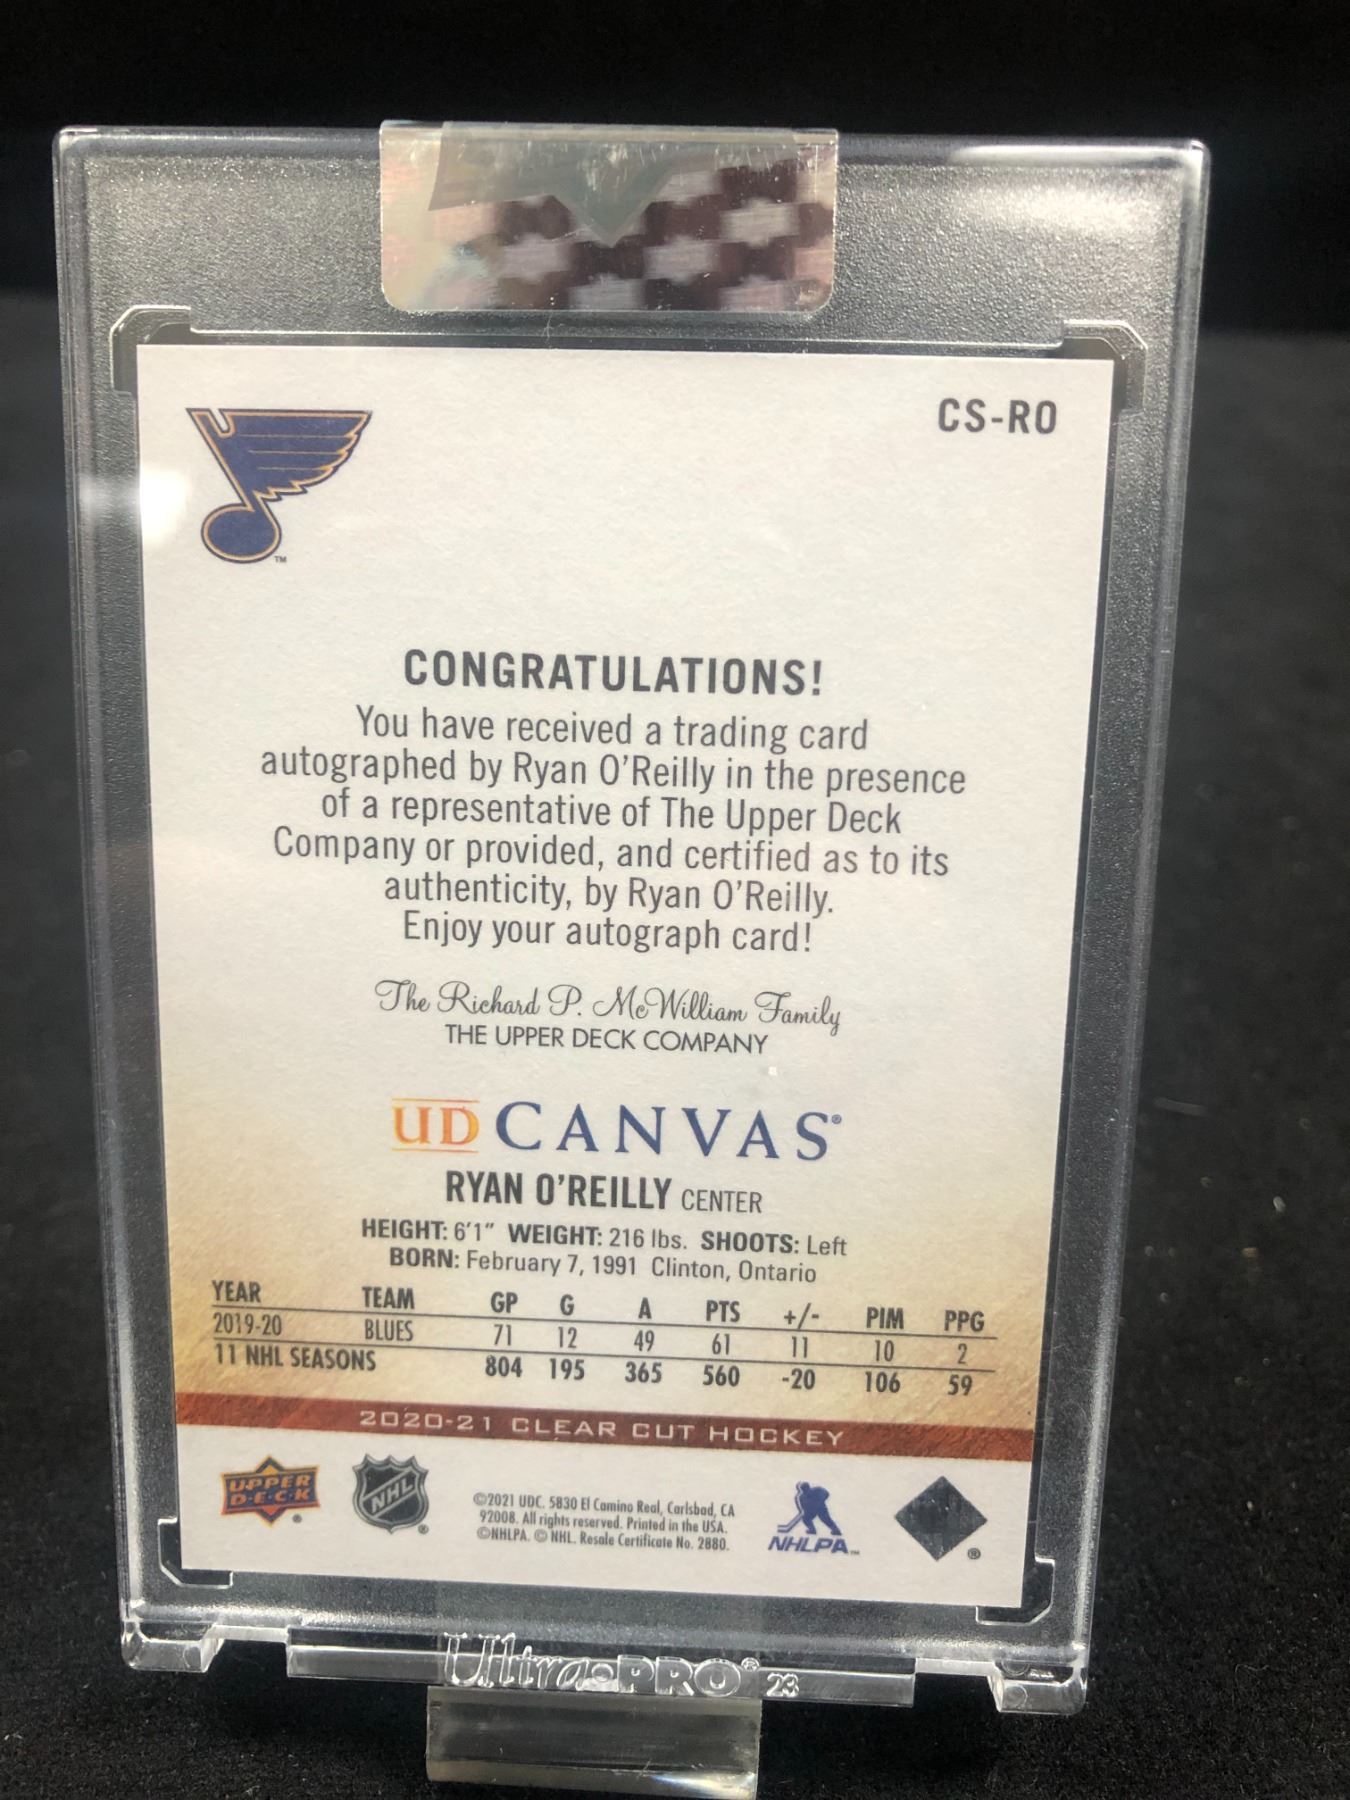 CS-RO
TM
CONGRATULATIONS!
You have received a trading card
autographed by Ryan O'Reilly in the presence
of a representative of The Upper Deck
Company or provided, and certified as to its
authenticity, by Ryan O'Reilly.
Enjoy your autograph card!
The Richard P. McWilliam Family
THE UPPER DECK COMPANY
UD CANVAS®
RYAN O'REILLY CENTER
HEIGHT: 6'1" WEIGHT: 216 lbs. SHOOTS: Left
BORN: February 7, 1991 Clinton, Ontario
YEAR TEAM GP G A PTS +/- PIM PPG
2019-20 BLUES 71 12 49 61 11 10 2
11 NHL SEASONS 804 195 365 560 -20 106 59
2020-21 CLEAR CUT HOCKEY
UPPER
D·E·C·K ®
NHL ®
©2021 UDC. 5830 El Camino Real, Carlsbad, CA
92008. All rights reserved. Printed in the USA.
©NHLPA. © NHL. Resale Certificate No. 2880.
NHLPA™
®
Ultra•PRO® 23